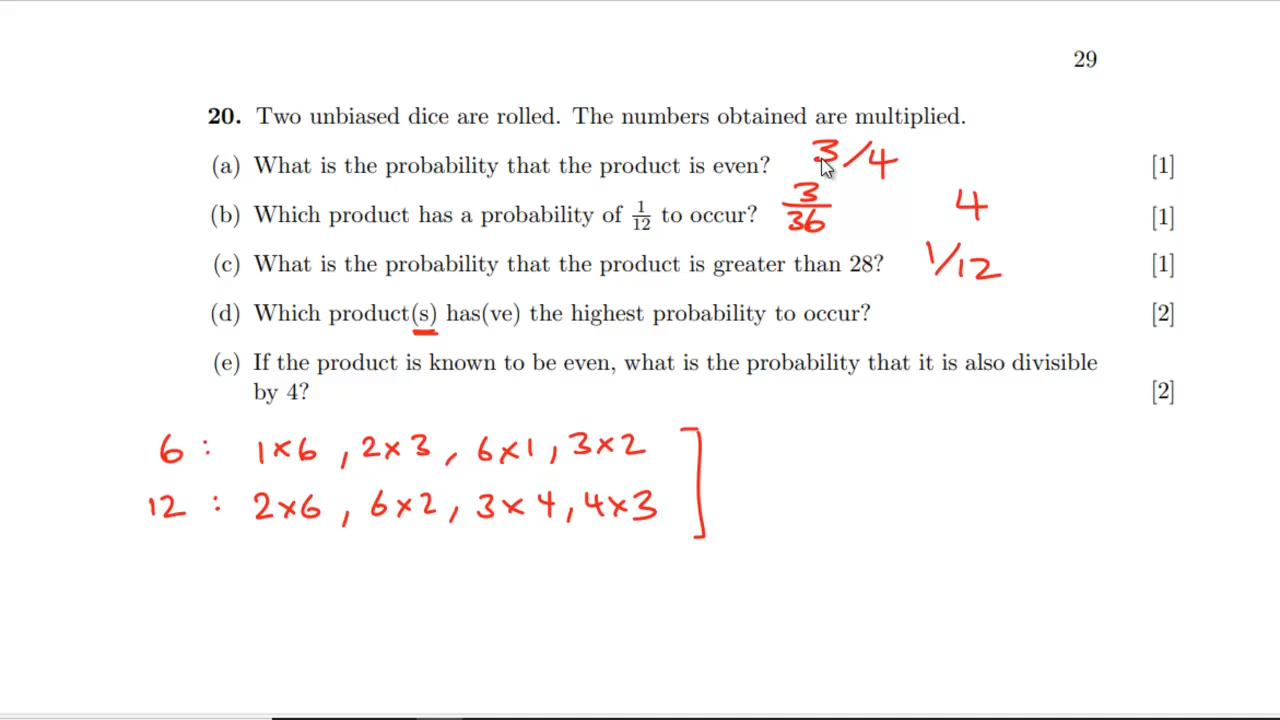 29
20. Two unbiased dice are rolled. The numbers obtained are multiplied.
(a) What is the probability that the product is even? 3/4 [1]
(b) Which product has a probability of 1/12 to occur? 3/36 4 [1]
(c) What is the probability that the product is greater than 28? 1/12 [1]
(d) Which product(s) has(ve) the highest probability to occur? [2]
(e) If the product is known to be even, what is the probability that it is also divisible
by 4? [2]
6 : 1×6 , 2×3 , 6×1 , 3×2
12 : 2×6 , 6×2 , 3×4 , 4×3